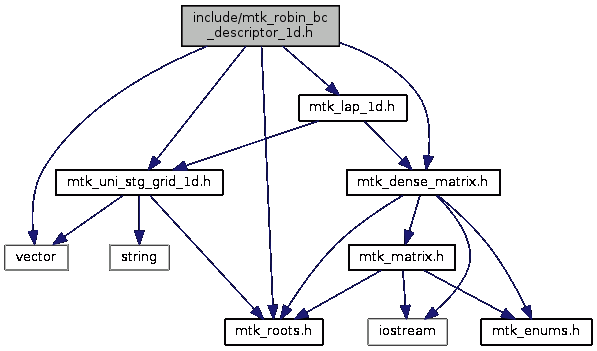 include/mtk_robin_bc
_descriptor_1d.h
mtk_lap_1d.h
mtk_uni_stg_grid_1d.h
mtk_dense_matrix.h
vector
string
mtk_matrix.h
mtk_roots.h
iostream
mtk_enums.h